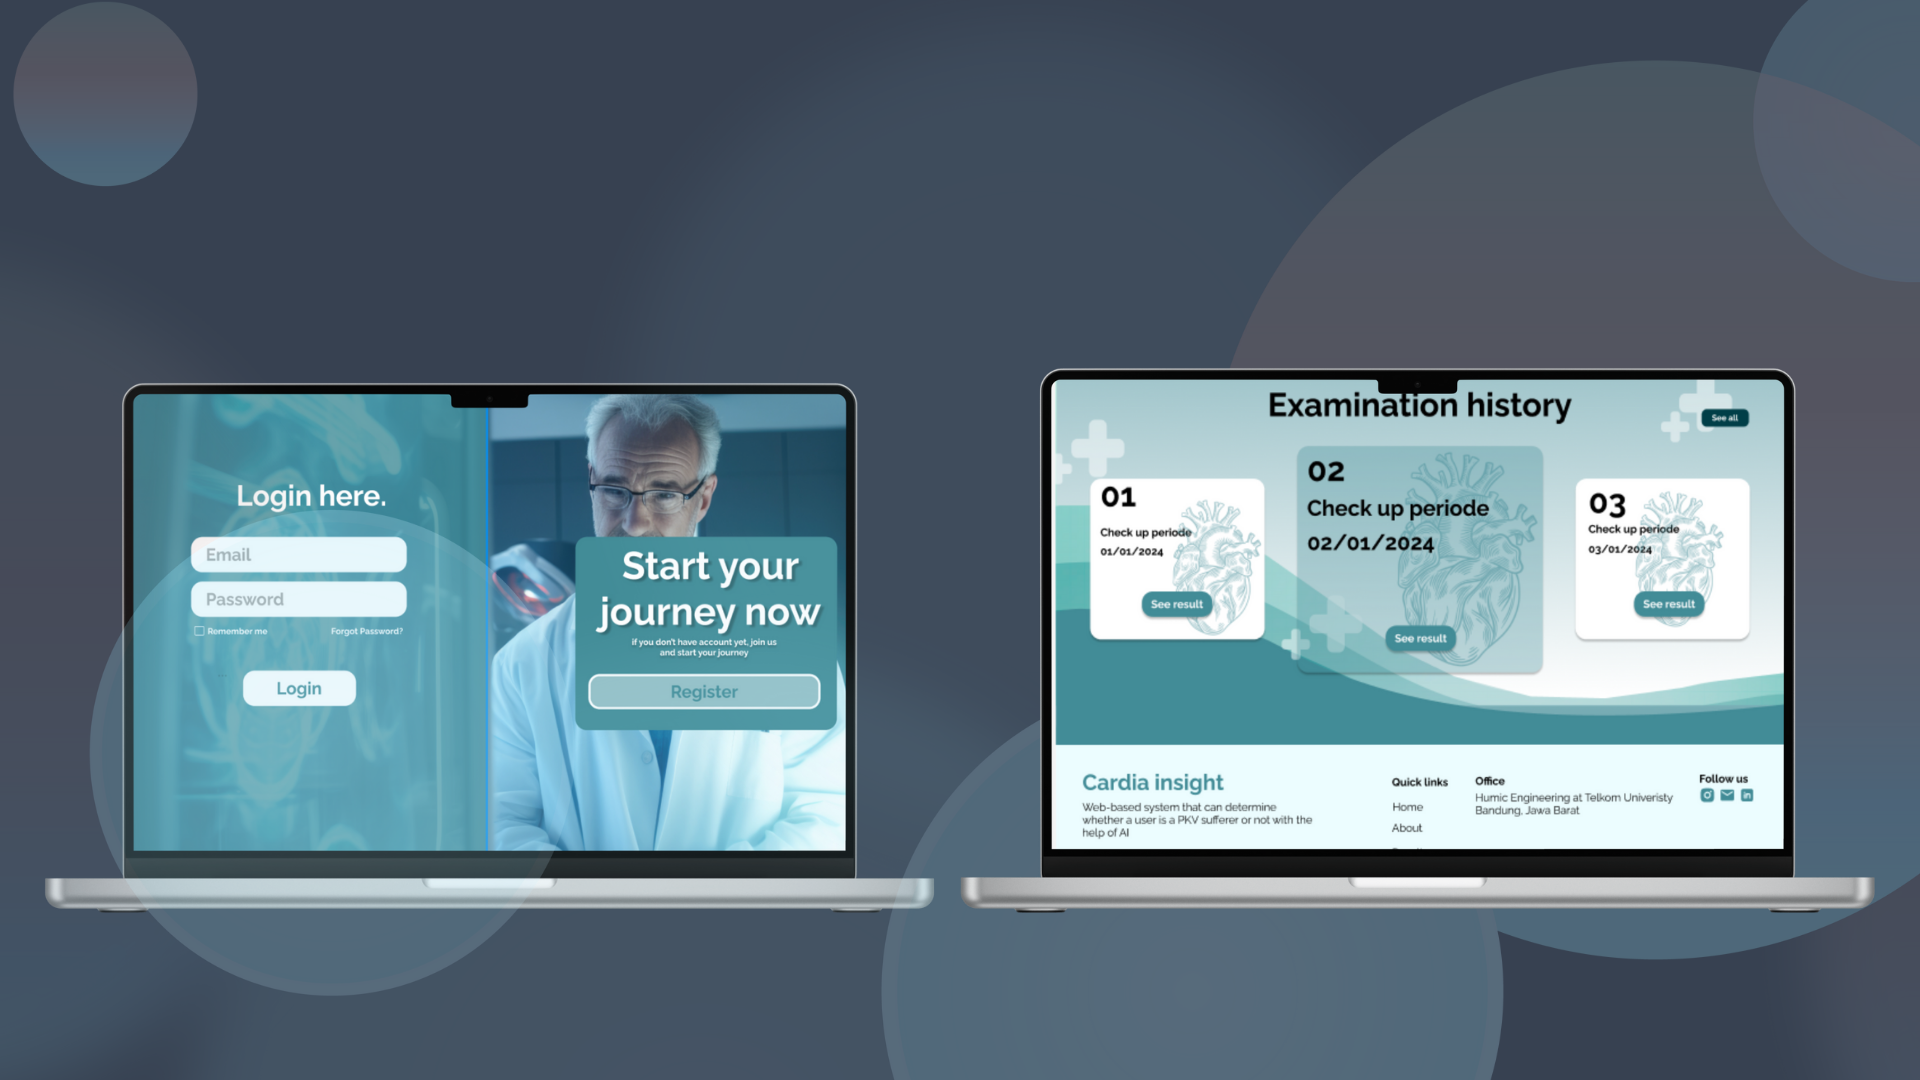 Login here.
Email
Password
Remember me
Forgot Password?
Login
Start your
journey now
if you don't have account yet, join us
and start your journey
Register
Examination history
See all
01
Check up periode
01/01/2024
See result
02
Check up periode
02/01/2024
See result
03
Check up periode
03/01/2024
See result
Cardia insight
Web-based system that can determine
whether a user is a PKV sufferer or not with the
help of AI
Quick links
Home
About
Office
Humic Engineering at Telkom Univeristy
Bandung, Jawa Barat
Follow us